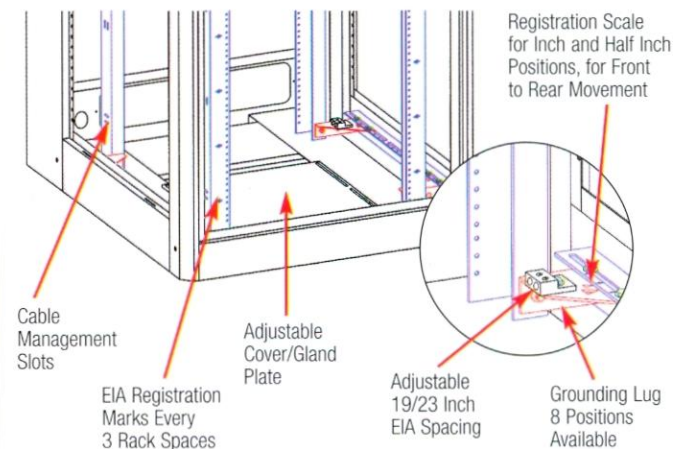 Registration Scale
for Inch and Half Inch
Positions, for Front
to Rear Movement
Cable
Management
Slots
EIA Registration
Marks Every
3 Rack Spaces
Adjustable
Cover/Gland
Plate
Adjustable
19/23 Inch
EIA Spacing
Grounding Lug
8 Positions
Available